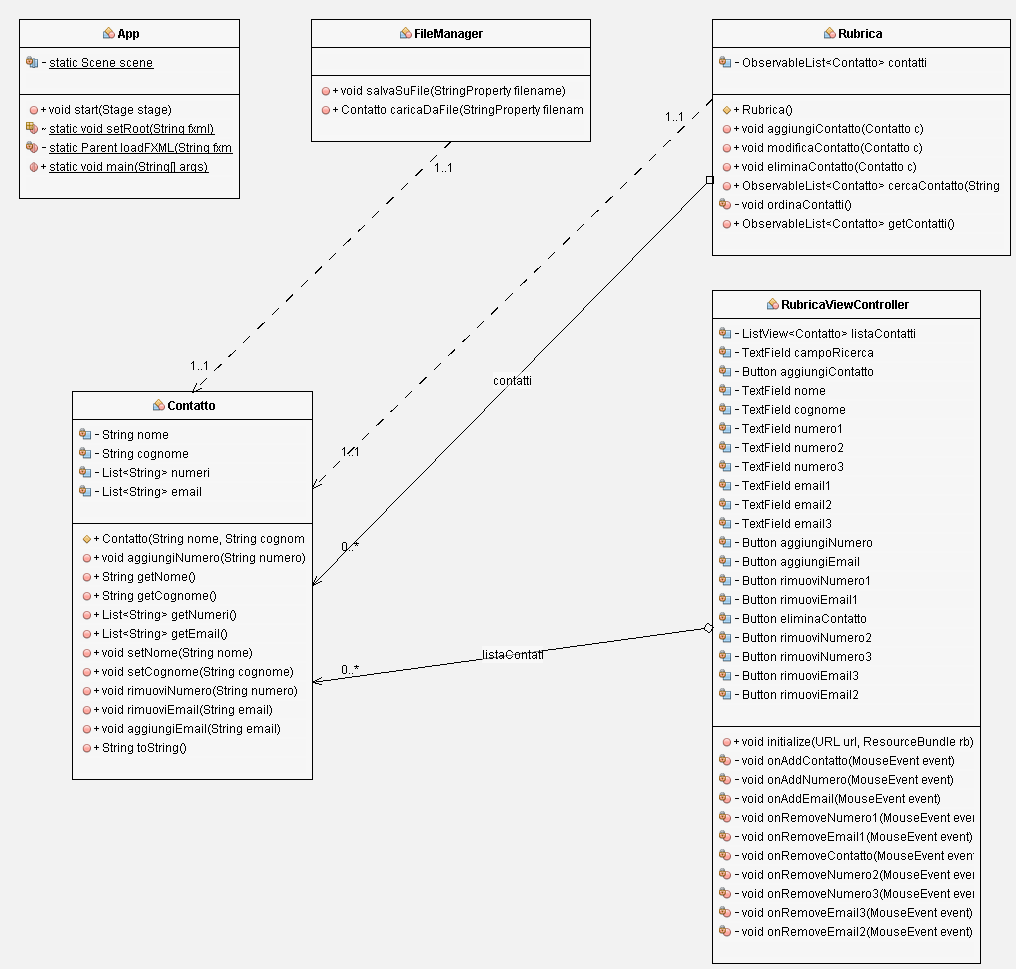 App
- static Scene scene
+ void start(Stage stage)
~ static void setRoot(String fxml)
- static Parent loadFXML(String fxm
+ static void main(String[] args)
FileManager
+ void salvaSuFile(StringProperty filename)
+ Contatto caricaDaFile(StringProperty filenam
Rubrica
- ObservableList<Contatto> contatti
+ Rubrica()
+ void aggiungiContatto(Contatto c)
+ void modificaContatto(Contatto c)
+ void eliminaContatto(Contatto c)
+ ObservableList<Contatto> cercaContatto(String
- void ordinaContatti()
+ ObservableList<Contatto> getContatti()
1..1
1..1
1..1
1..1
contatti
0..*
listaContatti
0..*
Contatto
- String nome
- String cognome
- List<String> numeri
- List<String> email
+ Contatto(String nome, String cognom
+ void aggiungiNumero(String numero)
+ String getNome()
+ String getCognome()
+ List<String> getNumeri()
+ List<String> getEmail()
+ void setNome(String nome)
+ void setCognome(String cognome)
+ void rimuoviNumero(String numero)
+ void rimuoviEmail(String email)
+ void aggiungiEmail(String email)
+ String toString()
RubricaViewController
- ListView<Contatto> listaContatti
- TextField campoRicerca
- Button aggiungiContatto
- TextField nome
- TextField cognome
- TextField numero1
- TextField numero2
- TextField numero3
- TextField email1
- TextField email2
- TextField email3
- Button aggiungiNumero
- Button aggiungiEmail
- Button rimuoviNumero1
- Button rimuoviEmail1
- Button eliminaContatto
- Button rimuoviNumero2
- Button rimuoviNumero3
- Button rimuoviEmail3
- Button rimuoviEmail2
+ void initialize(URL url, ResourceBundle rb)
- void onAddContatto(MouseEvent event)
- void onAddNumero(MouseEvent event)
- void onAddEmail(MouseEvent event)
- void onRemoveNumero1(MouseEvent eve
- void onRemoveEmail1(MouseEvent event)
- void onRemoveContatto(MouseEvent even
- void onRemoveNumero2(MouseEvent eve
- void onRemoveNumero3(MouseEvent eve
- void onRemoveEmail3(MouseEvent event)
- void onRemoveEmail2(MouseEvent event)